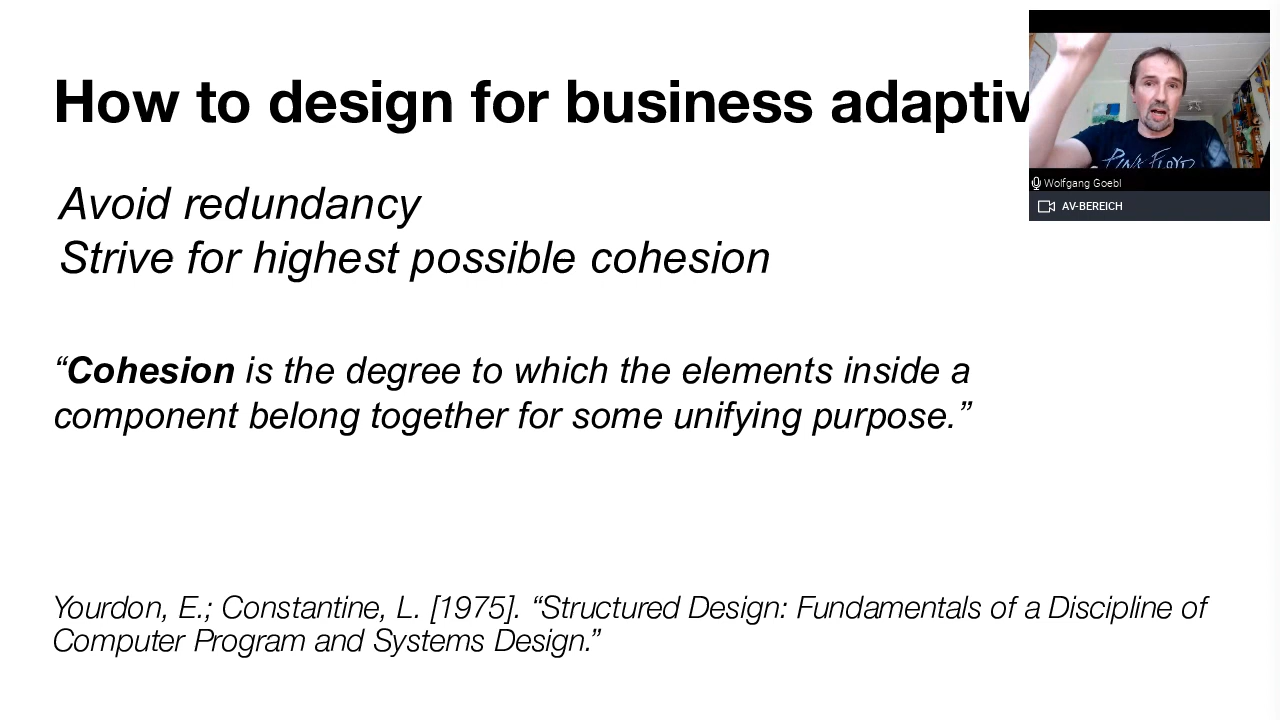 How to design for business adaptiv
Avoid redundancy
Strive for highest possible cohesion
“Cohesion is the degree to which the elements inside a
component belong together for some unifying purpose.”
Yourdon, E.; Constantine, L. [1975]. “Structured Design: Fundamentals of a Discipline of
Computer Program and Systems Design.”
PINK FLOYD
Wolfgang Goebl
AV-BEREICH